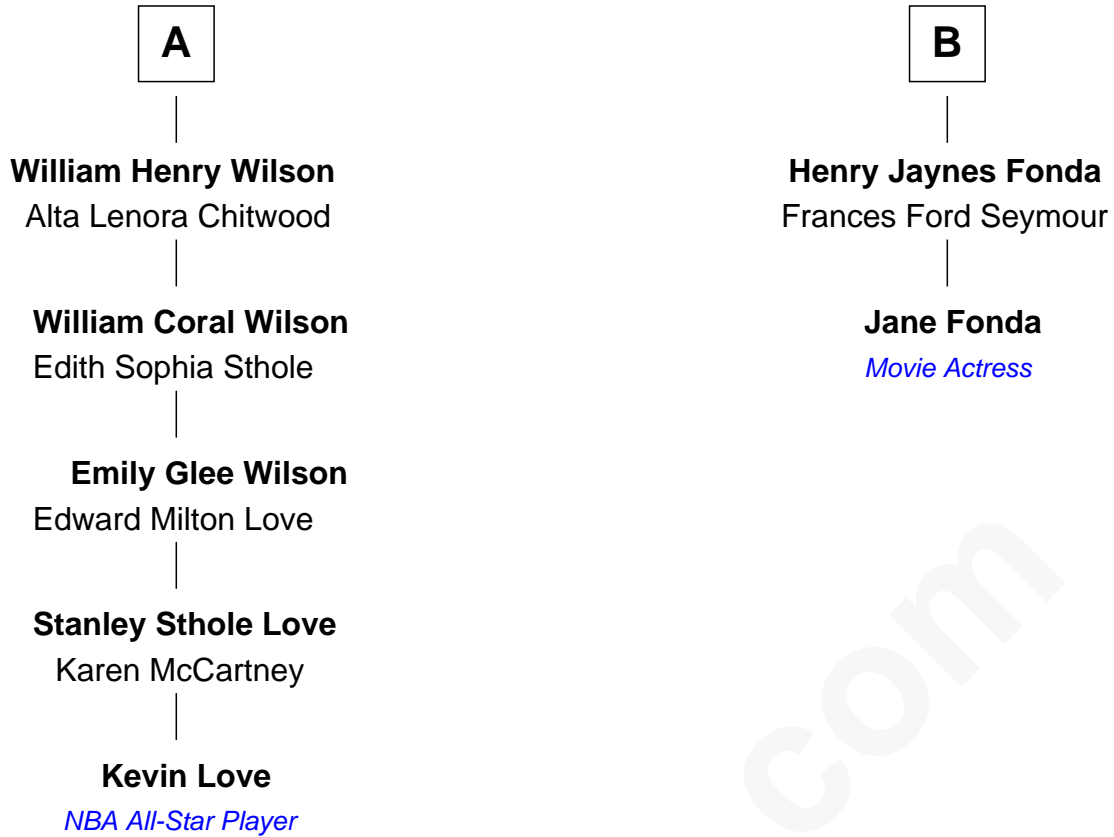 A
William Henry Wilson
Alta Lenora Chitwood
William Coral Wilson
Edith Sophia Sthole
Emily Glee Wilson
Edward Milton Love
Stanley Sthole Love
Karen McCartney
Kevin Love
NBA All-Star Player
B
Henry Jaynes Fonda
Frances Ford Seymour
Jane Fonda
Movie Actress
com